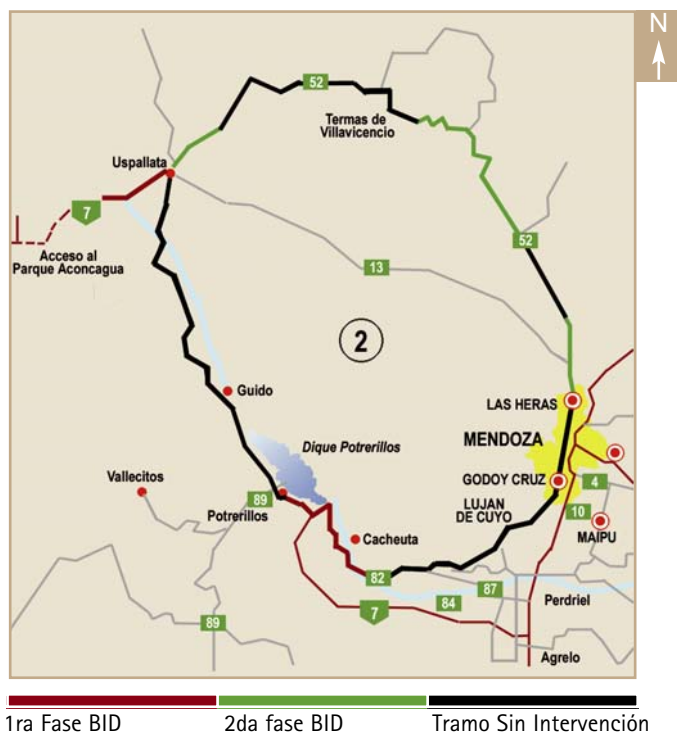 N
52
Termas de
Villavicencio
Uspallata
7
52
Acceso al
Parque Aconcagua
13
2
Guido
LAS HERAS
MENDOZA
Dique Potrerillos
Vallecitos
GODOY CRUZ
4
89
Potrerillos
LUJAN
DE CUYO
10
MAIPU
Cacheuta
82
87
Perdriel
84
7
89
Agrelo
1ra Fase BID
2da fase BID
Tramo Sin Intervención